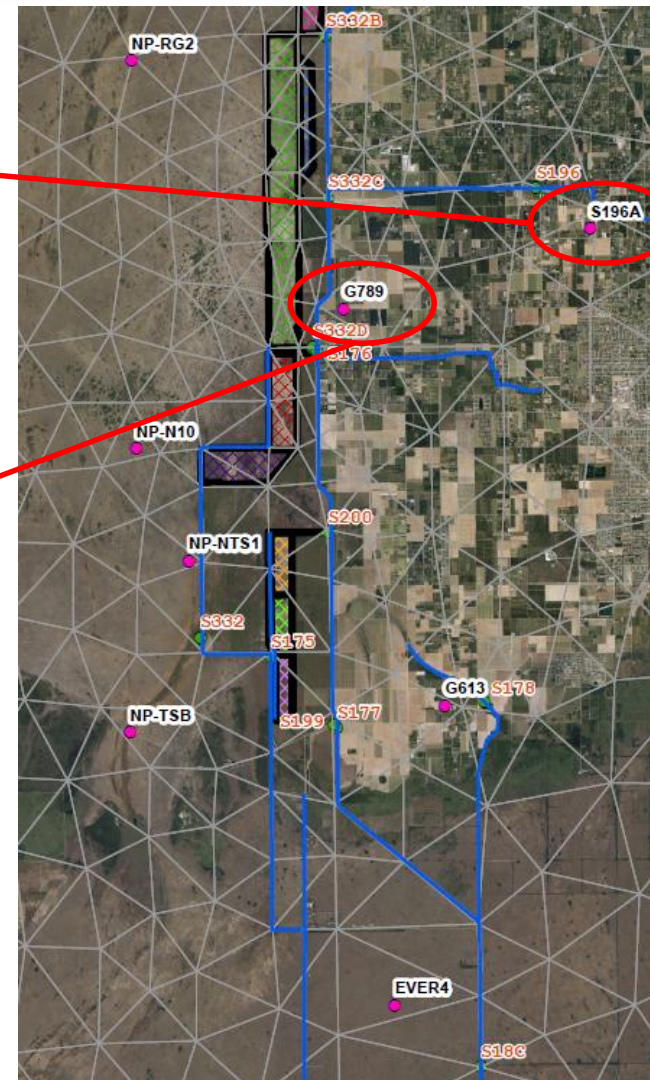 S332B
NP-RG2
S332C
S196
S196A
G789
S332D
S176
NP-N10
S200
NP-NTS1
S332
S175
G613
S178
NP-TSB
S199
S177
EVER4
S18C